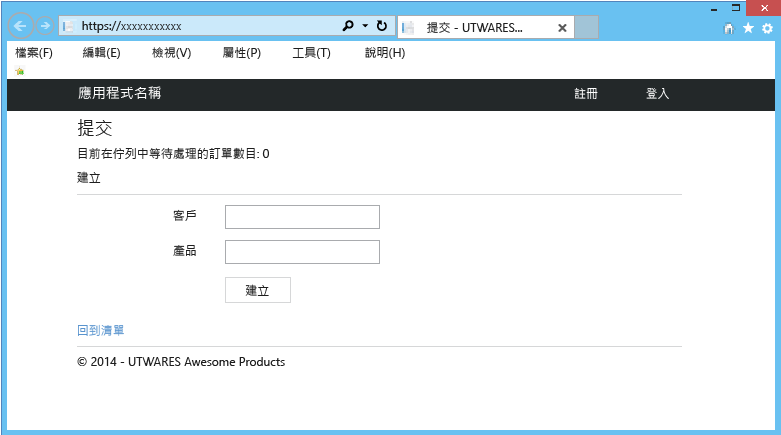 https://xxxxxxxxxxx
提交 - UTWARES...
檔案(F) 編輯(E) 檢視(V) 屬性(P) 工具(T) 說明(H)
應用程式名稱 註冊 登入
提交
目前在佇列中等待處理的訂單數目: 0
建立
客戶
產品
建立
回到清單
© 2014 - UTWARES Awesome Products